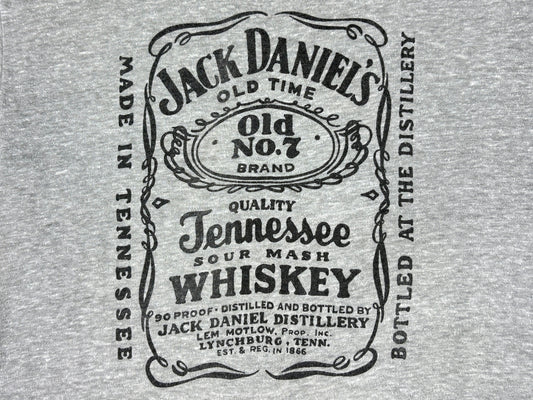 JACK DANIEL'S
OLD TIME
Old
NO.7
BRAND
QUALITY
Tennessee
SOUR MASH
WHISKEY
90 PROOF · DISTILLED AND BOTTLED BY
JACK DANIEL DISTILLERY
LEM MOTLOW, PROP. INC.
LYNCHBURG, TENN.
EST. & REG. IN 1866
MADE IN TENNESSEE
BOTTLED AT THE DISTILLERY